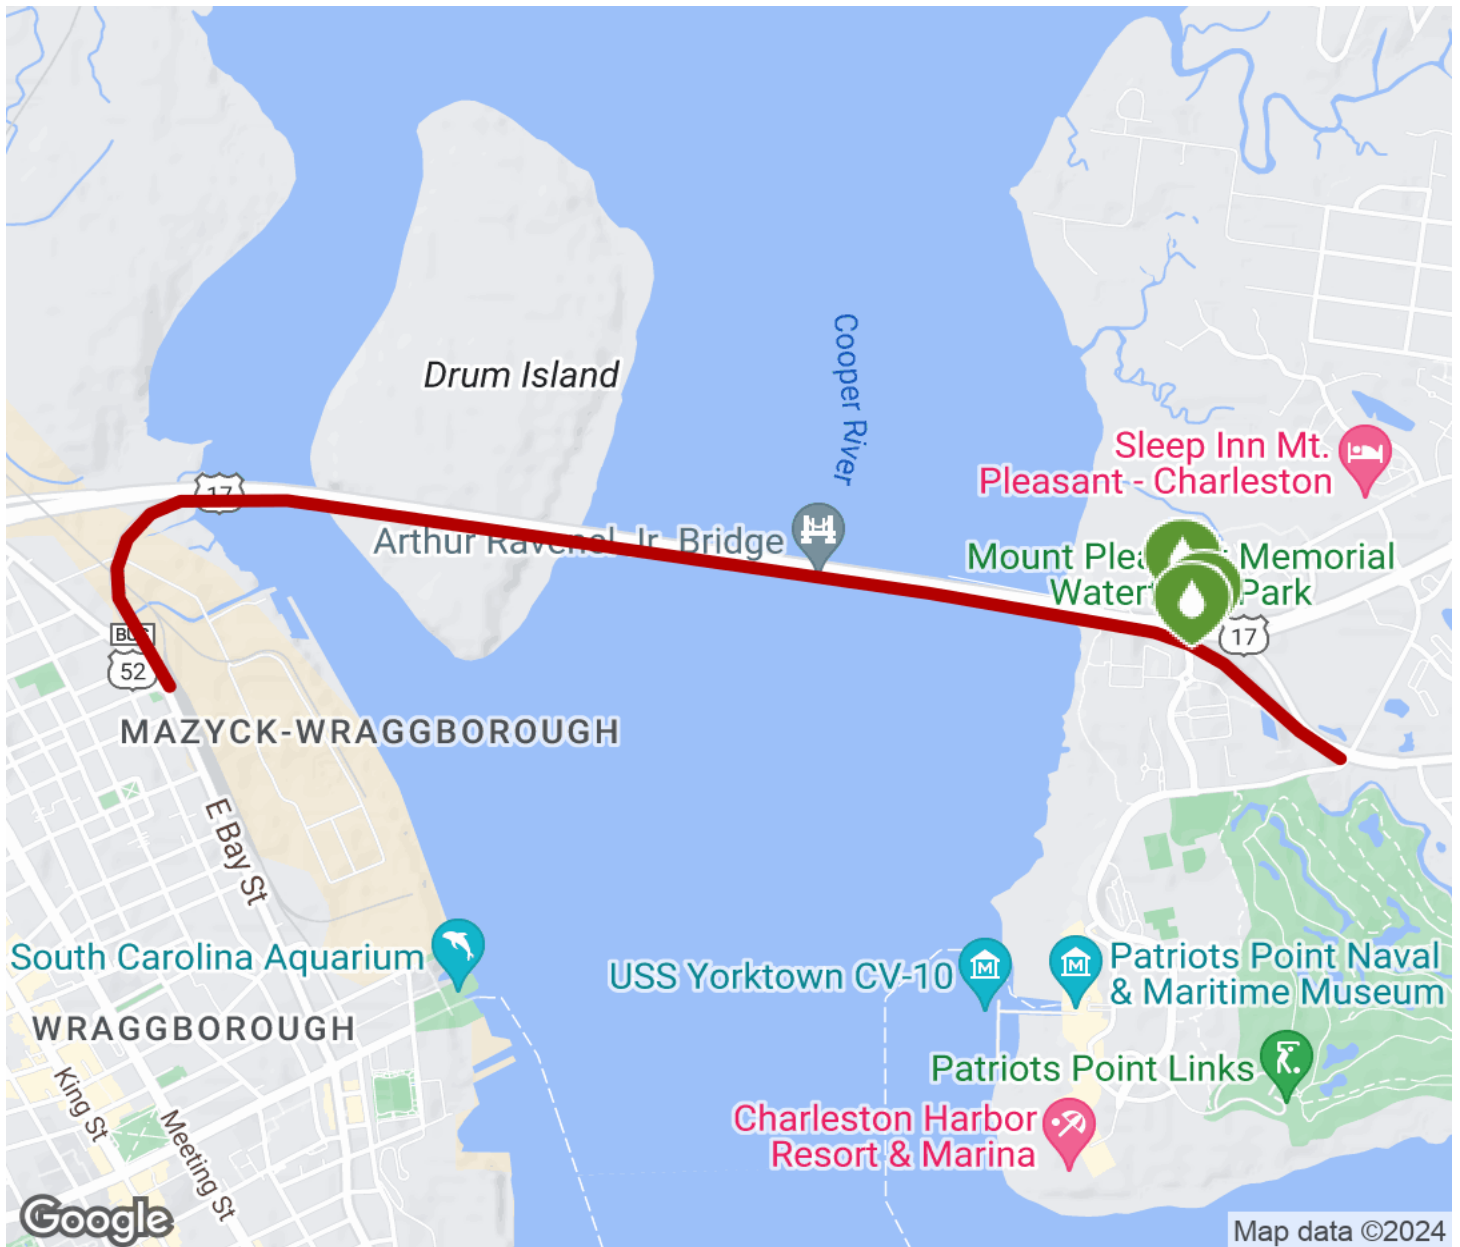 Cooper River
Drum Island
Sleep Inn Mt.
Pleasant - Charleston
17
Arthur Ravenel Jr. Bridge
Mount Memorial
Park
17
52
MAZYCK-WRAGGBOROUGH
E Bay St
South Carolina Aquarium
USS Yorktown CV-10
Patriots Point Naval
& Maritime Museum
WRAGGBOROUGH
Patriots Point Links
King St
Meeting St
Charleston Harbor
Resort & Marina
Google
Map data ©2024